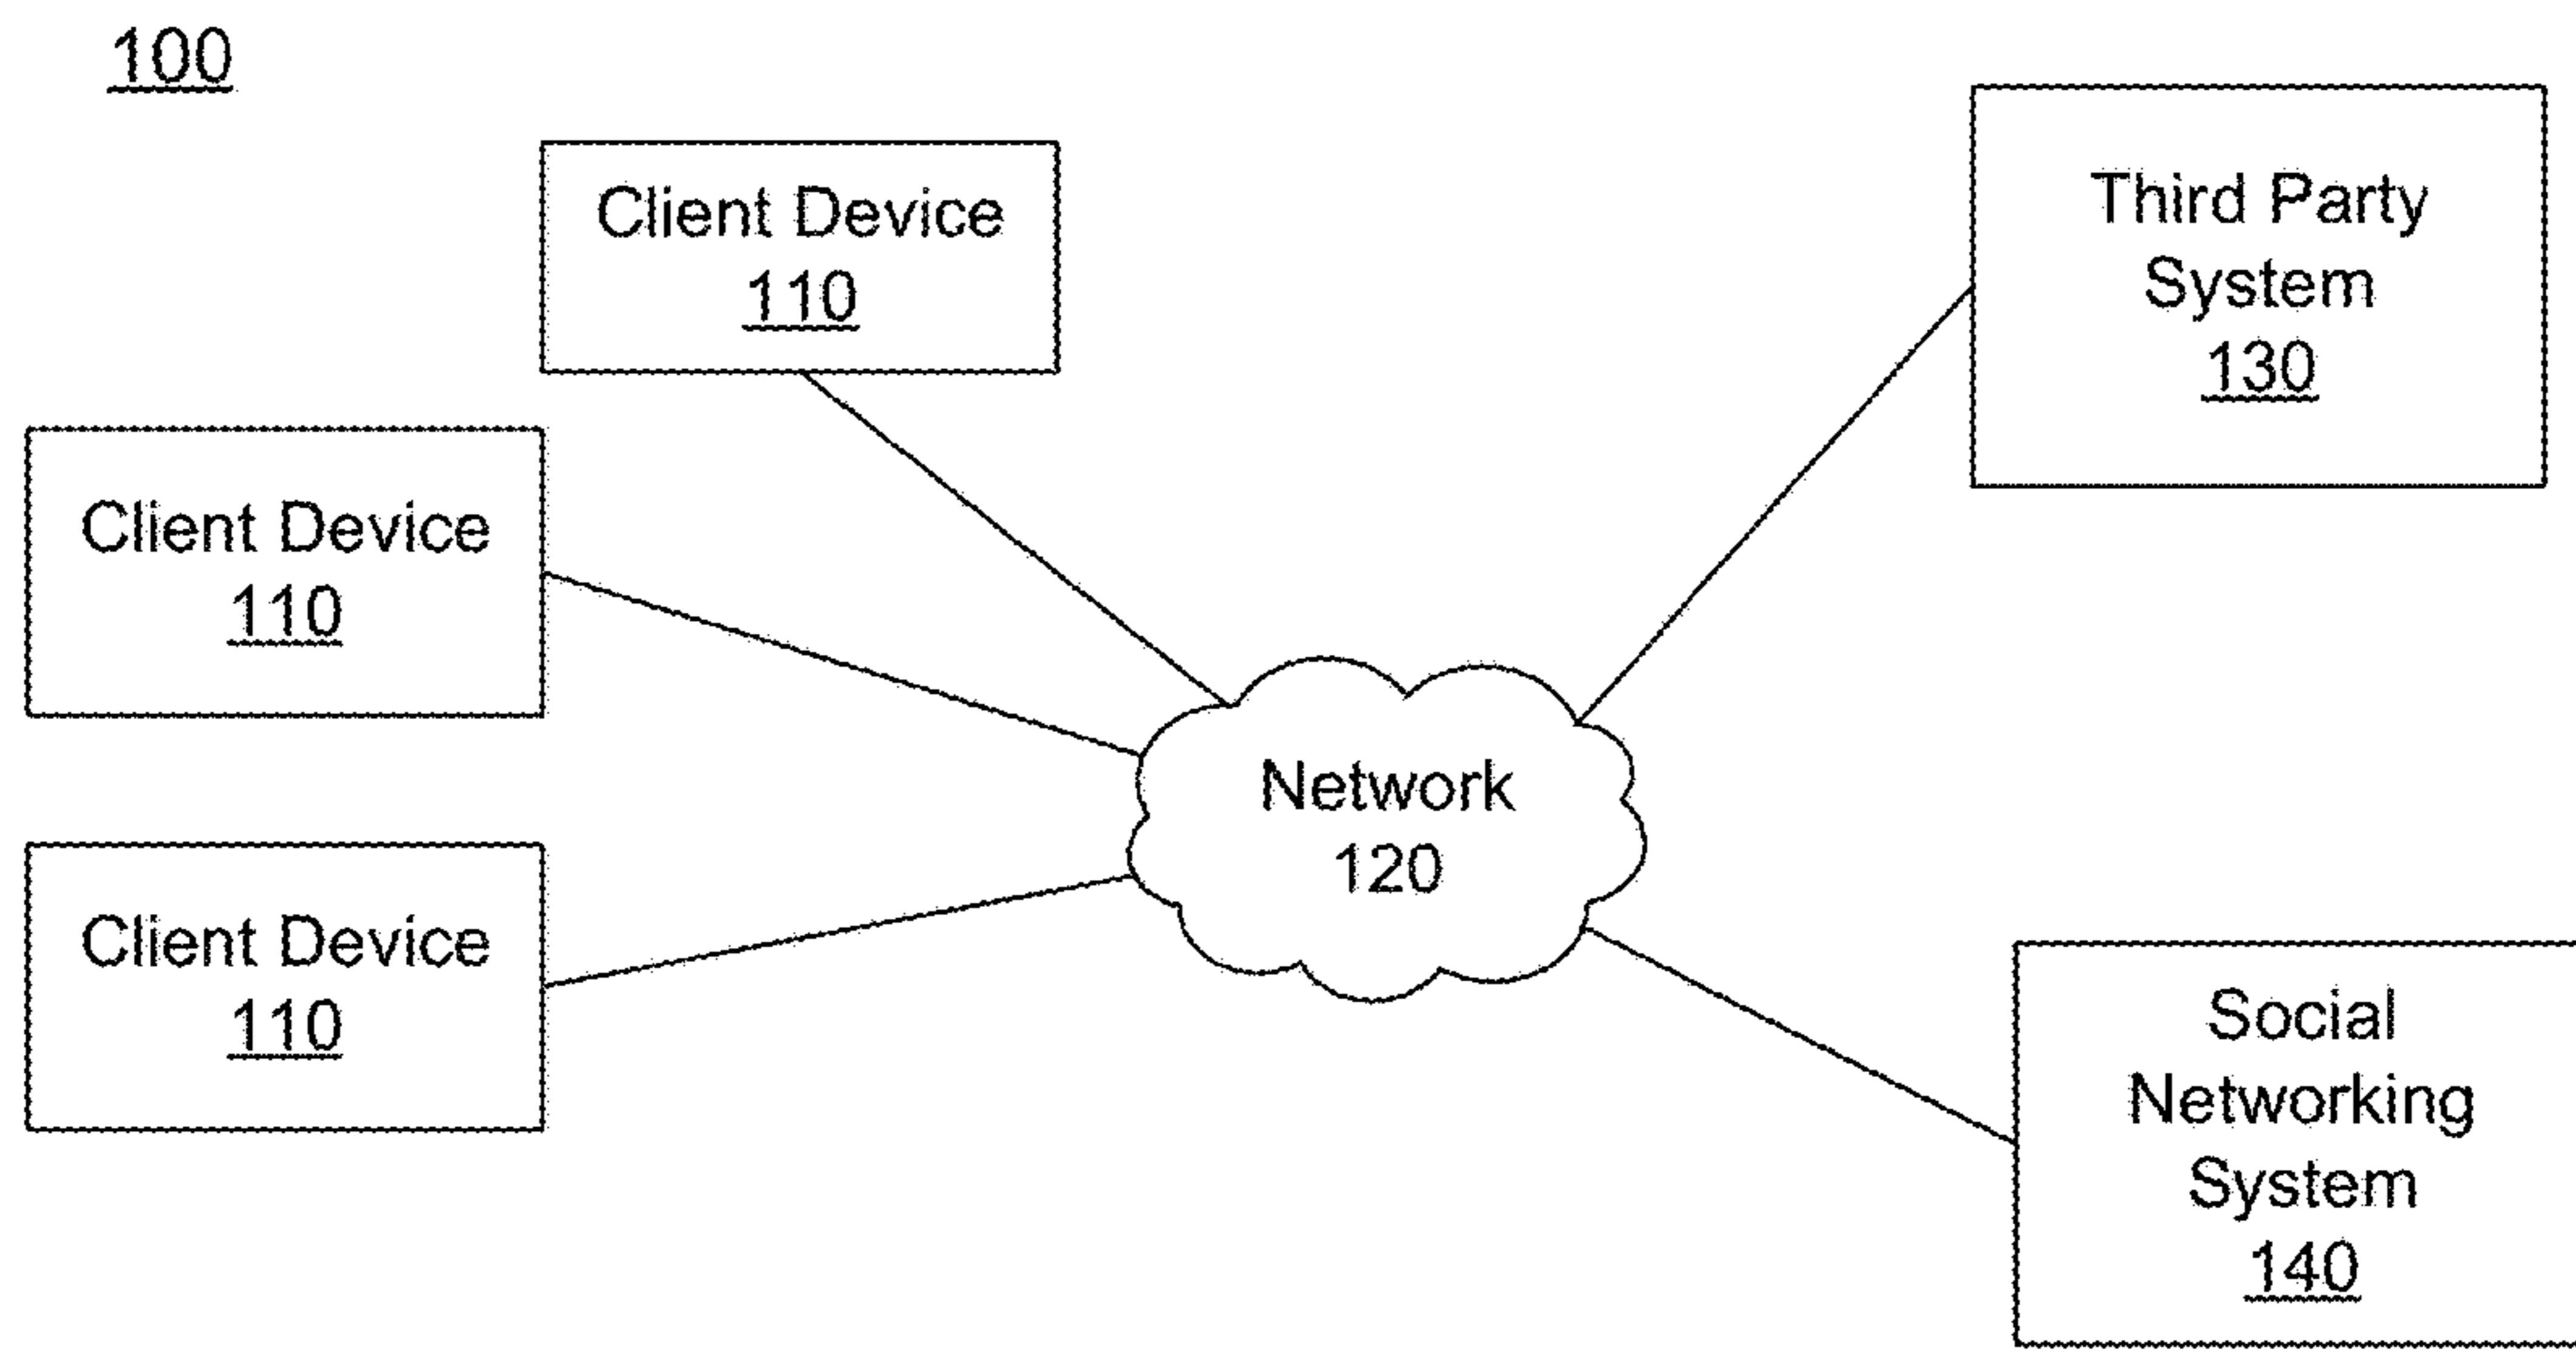 100
Client Device
110
Third Party
System
130
Client Device
110
Network
120
Client Device
110
Social
Networking
System
140